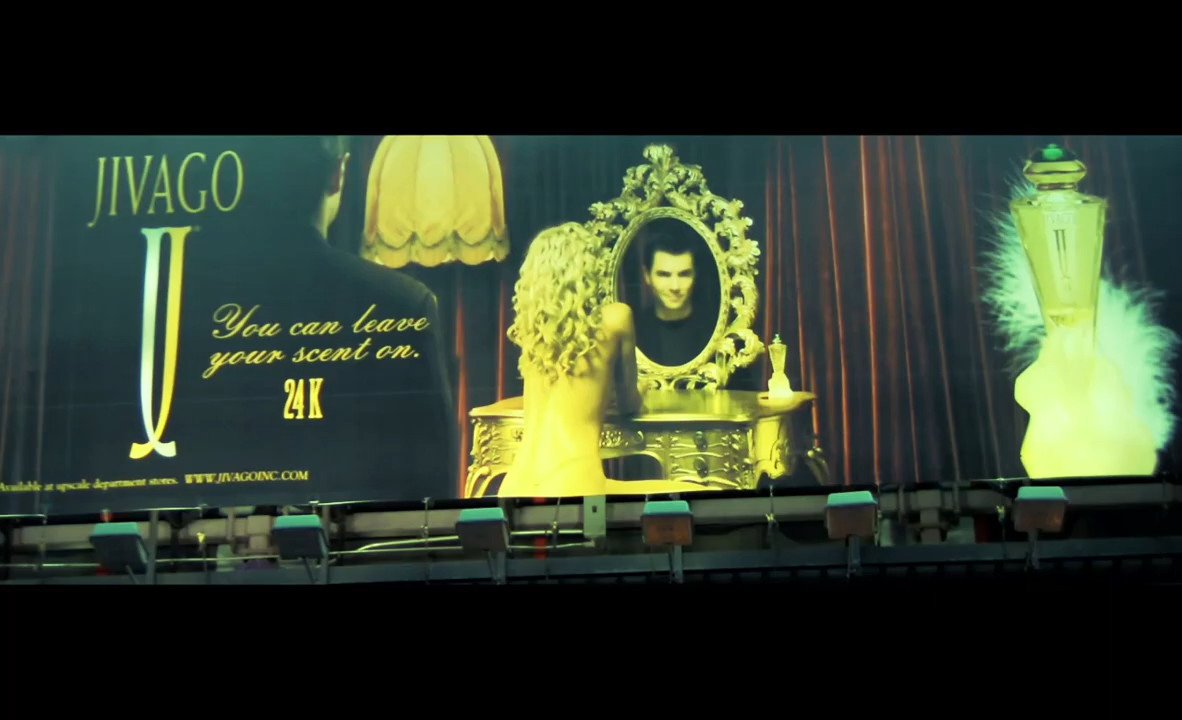 JIVAGO
You can leave
your scent on.
24K
Available at upscale department stores. WWW.JIVAGOINC.COM